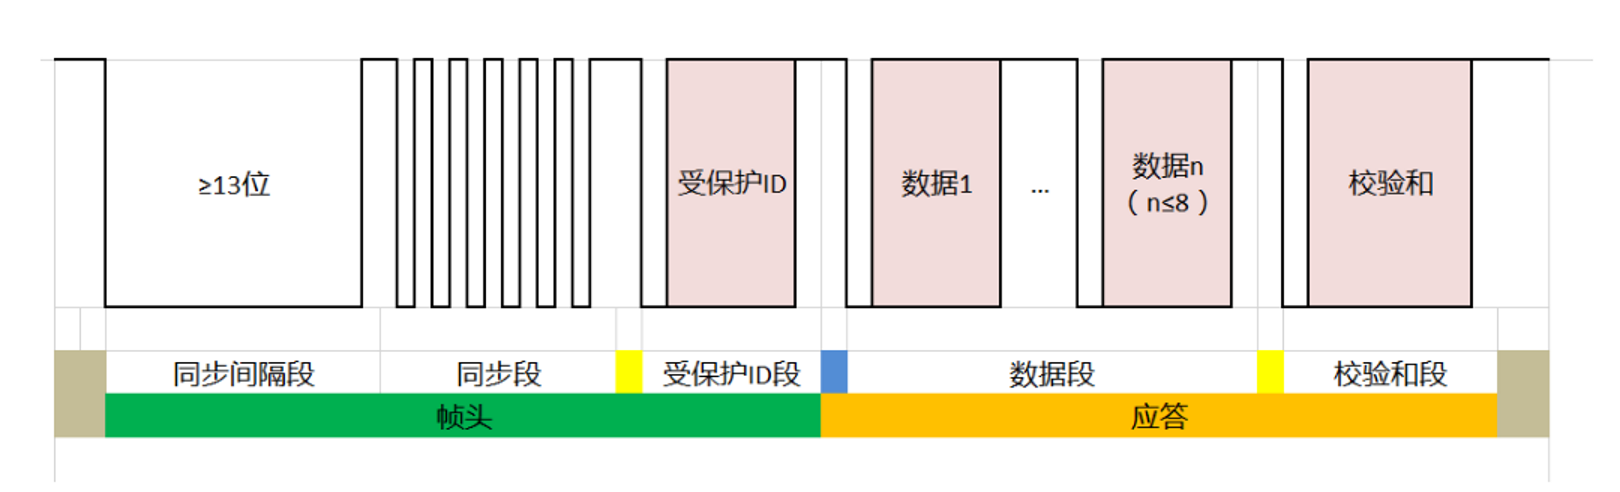 ≥13位
受保护ID
数据1
...
数据n
（n≤8）
校验和
同步间隔段
同步段
受保护ID段
数据段
校验和段
帧头
应答